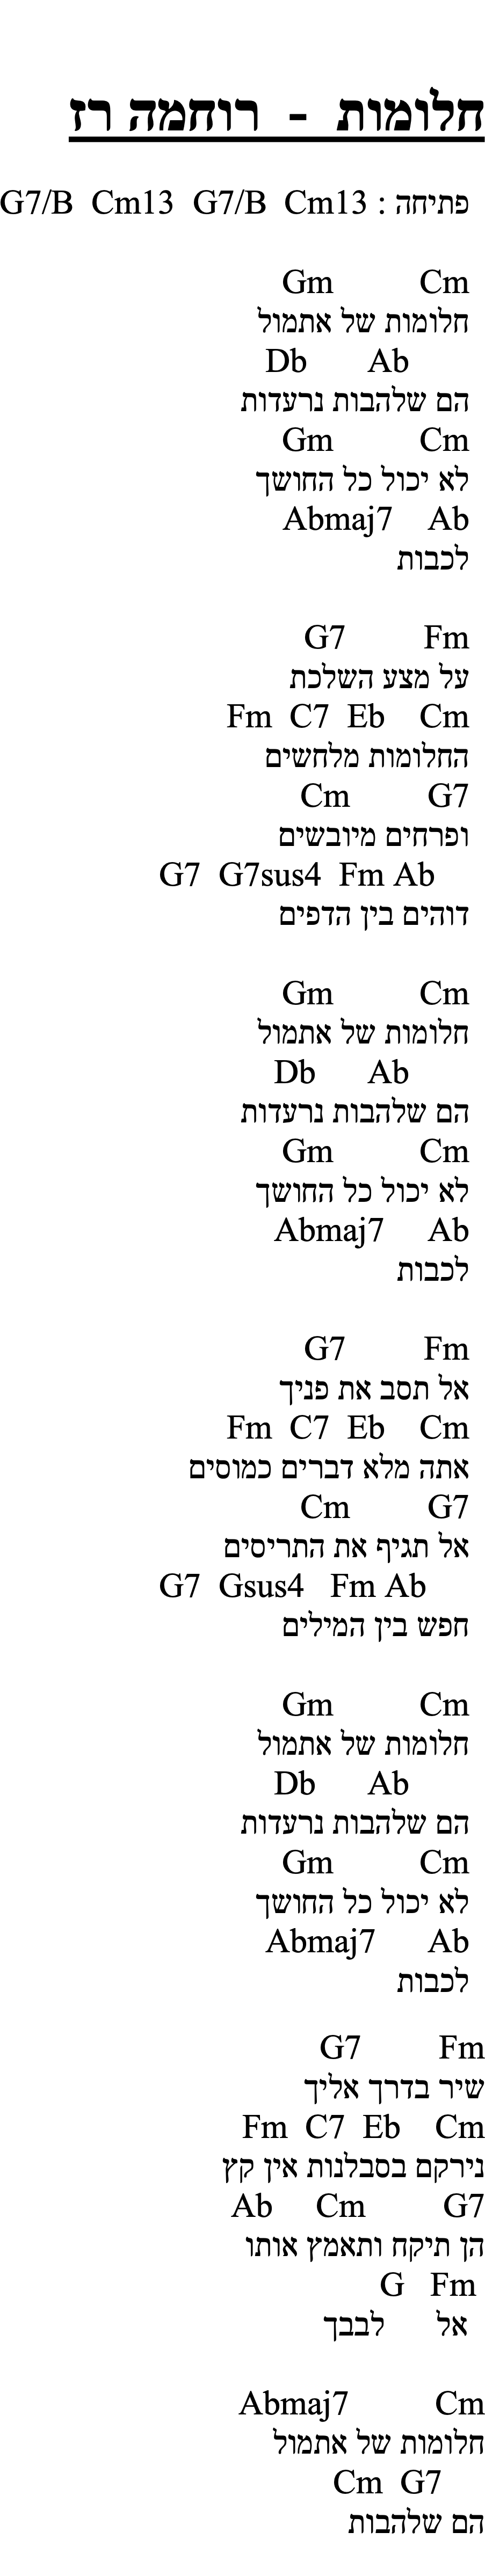 חלומות - רוחמה רז
פתיחה : G7/B Cm13 G7/B Cm13
Gm Cm
חלומות של אתמול
Db Ab
הם שלהבות נרעדות
Gm Cm
לא יכול כל החושך
Abmaj7 Ab
לכבות
G7 Fm
על מצע השלכת
Fm C7 Eb Cm
החלומות מלחשים
Cm G7
ופרחים מיובשים
G7 G7sus4 Fm Ab
דוהים בין הדפים
Gm Cm
חלומות של אתמול
Db Ab
הם שלהבות נרעדות
Gm Cm
לא יכול כל החושך
Abmaj7 Ab
לכבות
G7 Fm
אל תסב את פניך
Fm C7 Eb Cm
אתה מלא דברים כמוסים
Cm G7
אל תגיף את התריסים
G7 Gsus4 Fm Ab
חפש בין המילים
Gm Cm
חלומות של אתמול
Db Ab
הם שלהבות נרעדות
Gm Cm
לא יכול כל החושך
Abmaj7 Ab
לכבות
G7 Fm
שיר בדרך אליך
Fm C7 Eb Cm
נירקם בסבלנות אין קץ
Ab Cm G7
הן תיקח ותאמץ אותו
G Fm
אל לבבך
Abmaj7 Cm
חלומות של אתמול
Cm G7
הם שלהבות